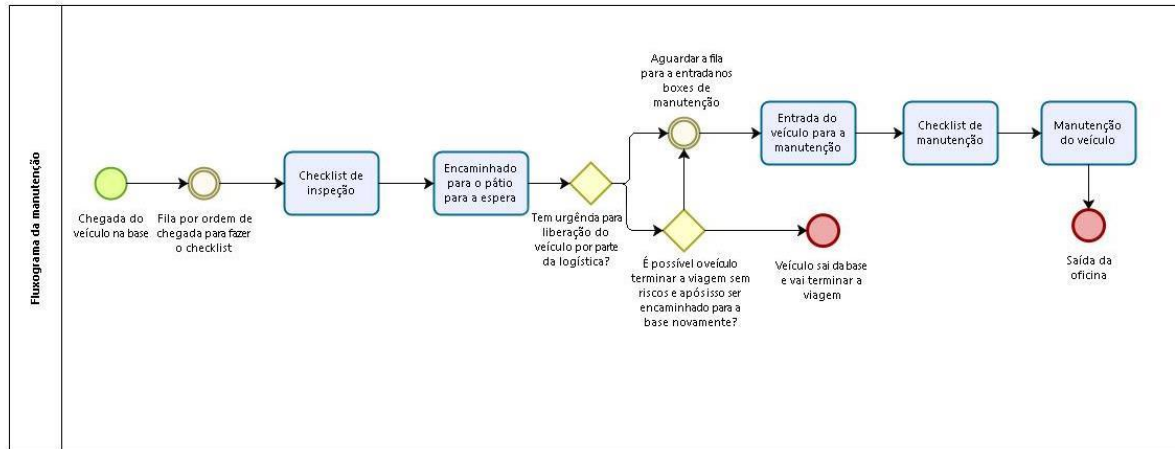 Fluxograma da manutenção
Chegada do
veículo na base
Fila por ordem de
chegada para fazer
o checklist
Checklist de
inspeção
Encaminhado
para o pátio
para a espera
Tem urgência para
liberação do
veículo por parte
da logística?
Aguardar a fila
para a entrada nos
boxes de
manutenção
É possível o veículo
terminar a viagem sem
riscos e após isso ser
encaminhado para a
base novamente?
Veículo sai da base
e vai terminar a
viagem
Entrada do
veículo para a
manutenção
Checklist de
manutenção
Manutenção
do veículo
Saída da
oficina